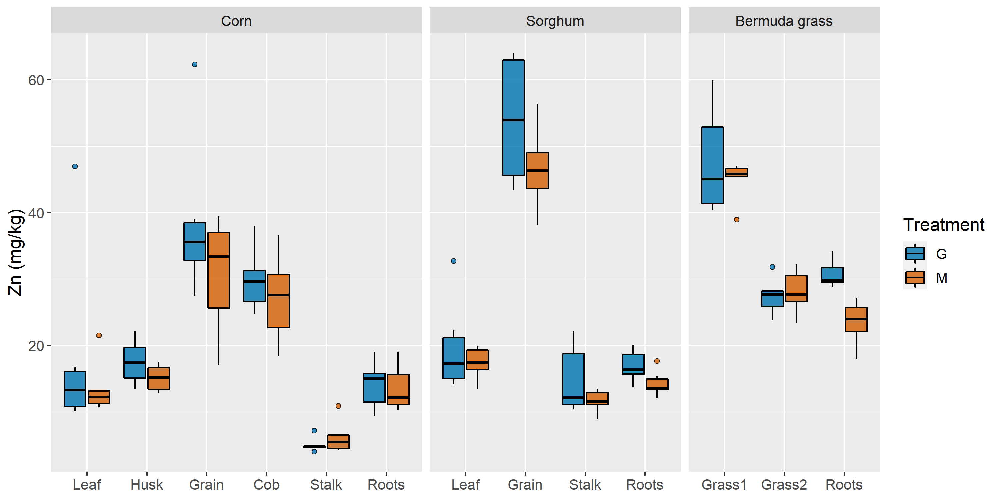 Corn Sorghum Bermuda grass
60
40
20
Zn (mg/kg)
Leaf Husk Grain Cob Stalk Roots Leaf Grain Stalk Roots Grass1 Grass2 Roots
Treatment
G
M